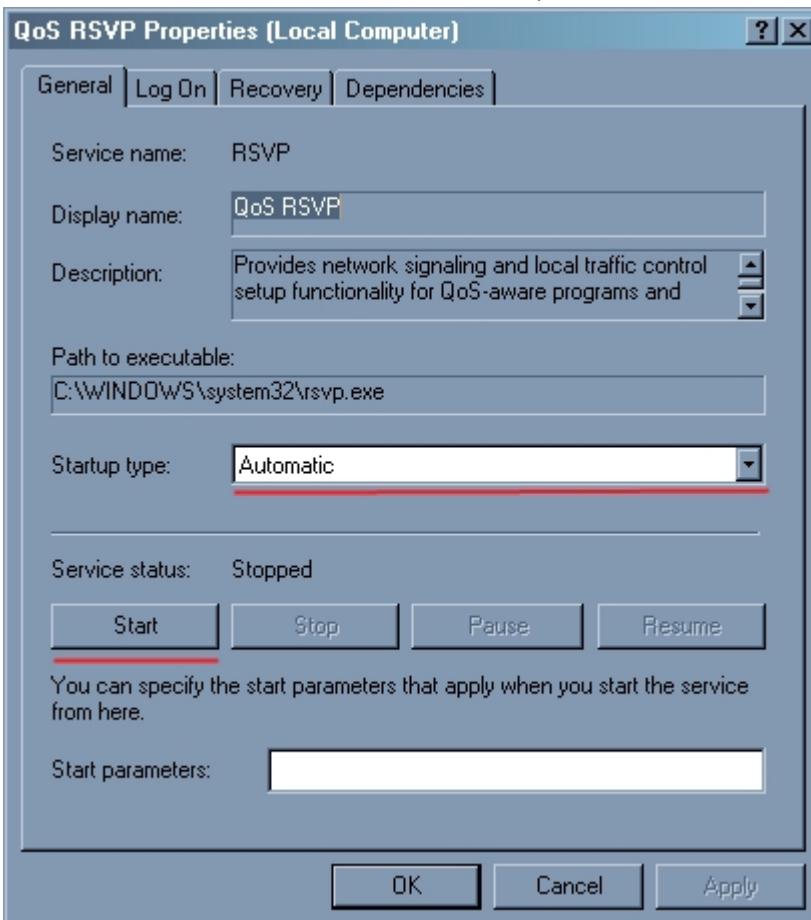 QoS RSVP Properties (Local Computer)
General Log On Recovery Dependencies
Service name: RSVP
Display name: QoS RSVP
Description: Provides network signaling and local traffic control
setup functionality for QoS-aware programs and
Path to executable:
C:\WINDOWS\system32\rsvp.exe
Startup type: Automatic
Service status: Stopped
Start Stop Pause Resume
You can specify the start parameters that apply when you start the service
from here.
Start parameters:
OK Cancel Apply